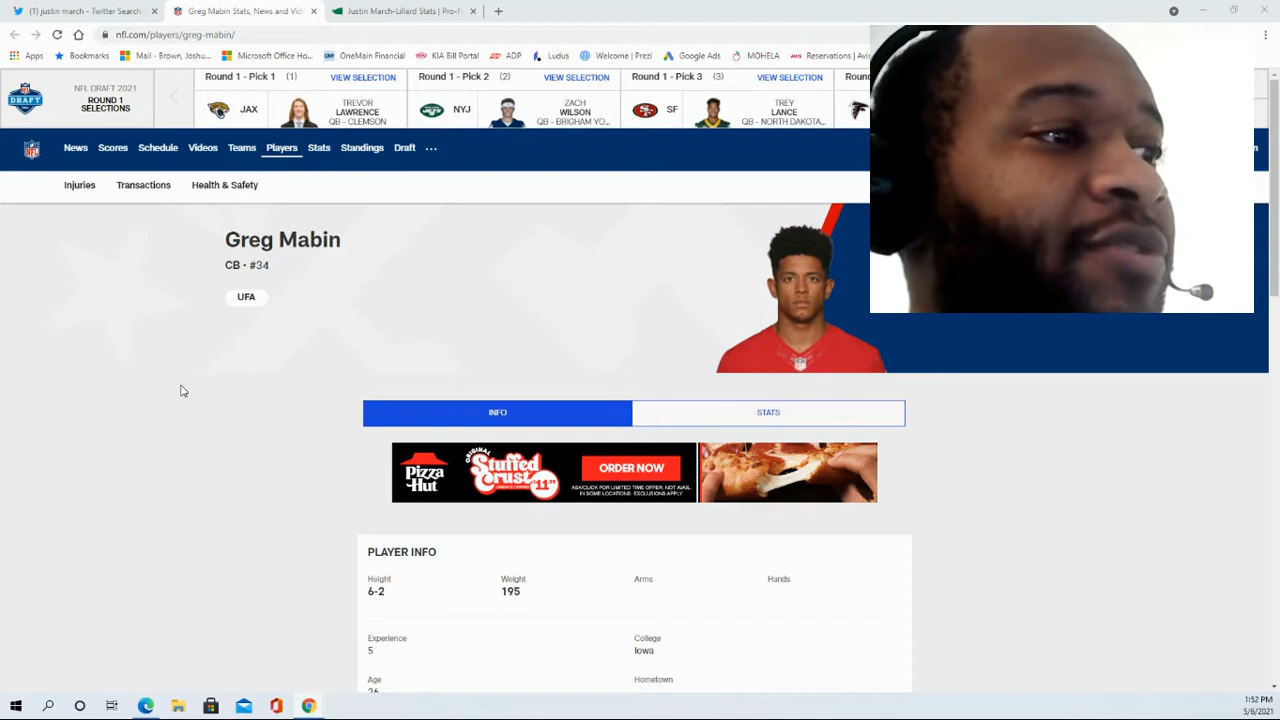 justin march - Twitter Search
Greg Mabin Stats, News and Vid
Justin March-Lillard Stats | Pro-F
nfl.com/players/greg-mabin/
Apps
Bookmarks
Mail - Brown, Joshu...
Microsoft Office Ho...
OneMain Financial
KIA Bill Portal
ADP
Ludus
Welcome | Prezi
Google Ads
MOHELA
Reservations | Avis
NFL DRAFT 2021
ROUND 1
SELECTIONS
DRAFT
Round 1 - Pick 1 (1) VIEW SELECTION
JAX
TREVOR
LAWRENCE
QB - CLEMSON
Round 1 - Pick 2 (2) VIEW SELECTION
NYJ
ZACH
WILSON
QB - BRIGHAM YO...
Round 1 - Pick 3 (3) VIEW SELECTION
SF
TREY
LANCE
QB - NORTH DAKOTA...
News Scores Schedule Videos Teams Players Stats Standings Draft ...
Injuries Transactions Health & Safety
Greg Mabin
CB • #34
UFA
INFO STATS
Pizza
Hut
ORIGINAL
Stuffed
Crust
$11
ORDER NOW
ASK/CLICK FOR LIMITED TIME OFFER. NOT AVAIL.
IN SOME LOCATIONS. EXCLUSIONS APPLY.
PLAYER INFO
Height Weight Arms Hands
6-2 195
Experience College
5 Iowa
Age Hometown
26
1:52 PM
5/6/2021